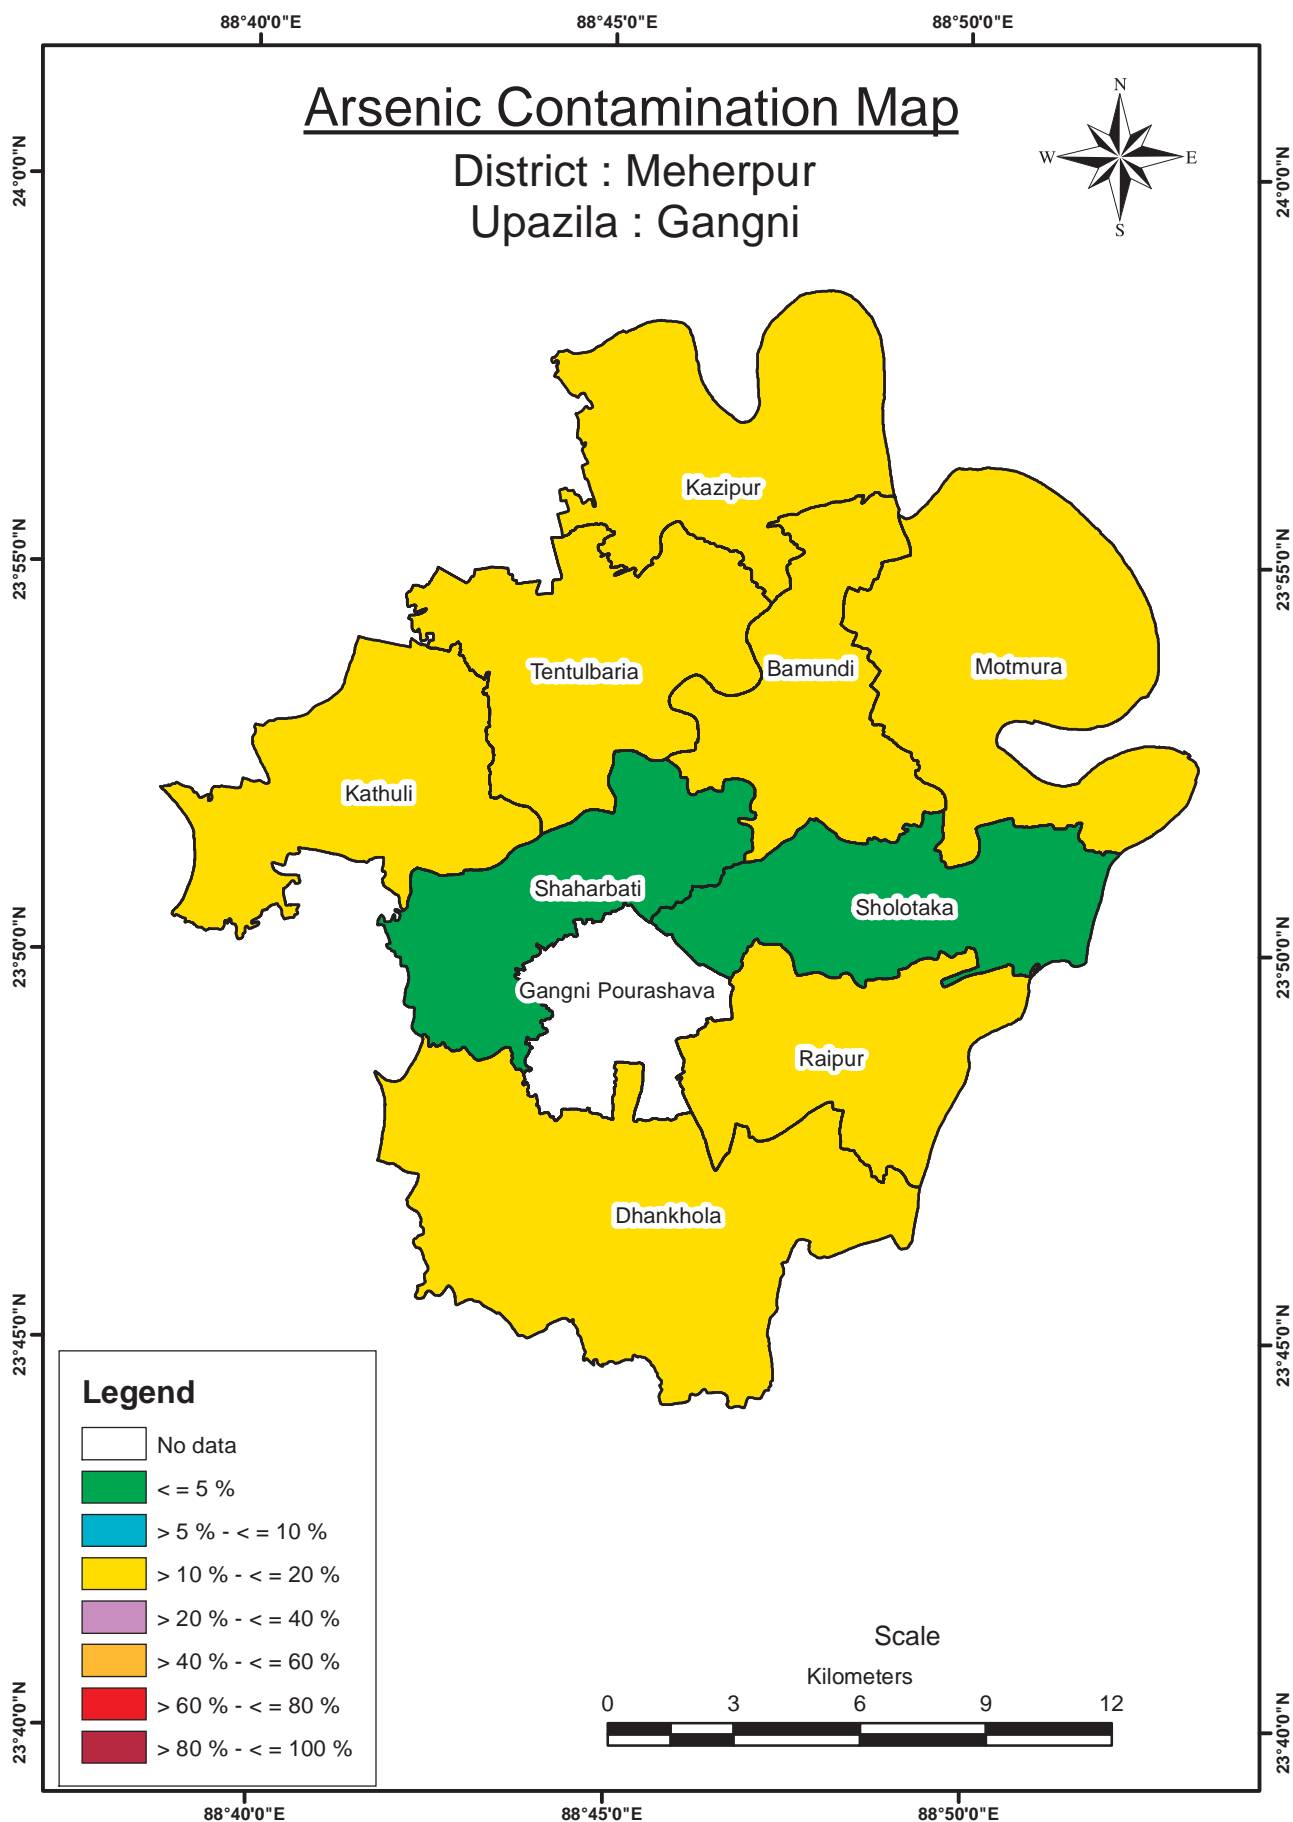 88°40'0"E 88°45'0"E 88°50'0"E
Arsenic Contamination Map
District : Meherpur
Upazila : Gangni
N
W E
S
24°0'0"N 24°0'0"N
Kazipur
23°55'0"N 23°55'0"N
Tentulbaria Bamundi Motmura
Kathuli
Shaharbati
Sholotaka
23°50'0"N 23°50'0"N
Gangni Pourashava
Raipur
Dhankhola
23°45'0"N 23°45'0"N
Legend
No data
< = 5 %
> 5 % - < = 10 %
> 10 % - < = 20 %
> 20 % - < = 40 %
> 40 % - < = 60 %
> 60 % - < = 80 %
> 80 % - < = 100 %
Scale
Kilometers
0 3 6 9 12
23°40'0"N 23°40'0"N
88°40'0"E 88°45'0"E 88°50'0"E